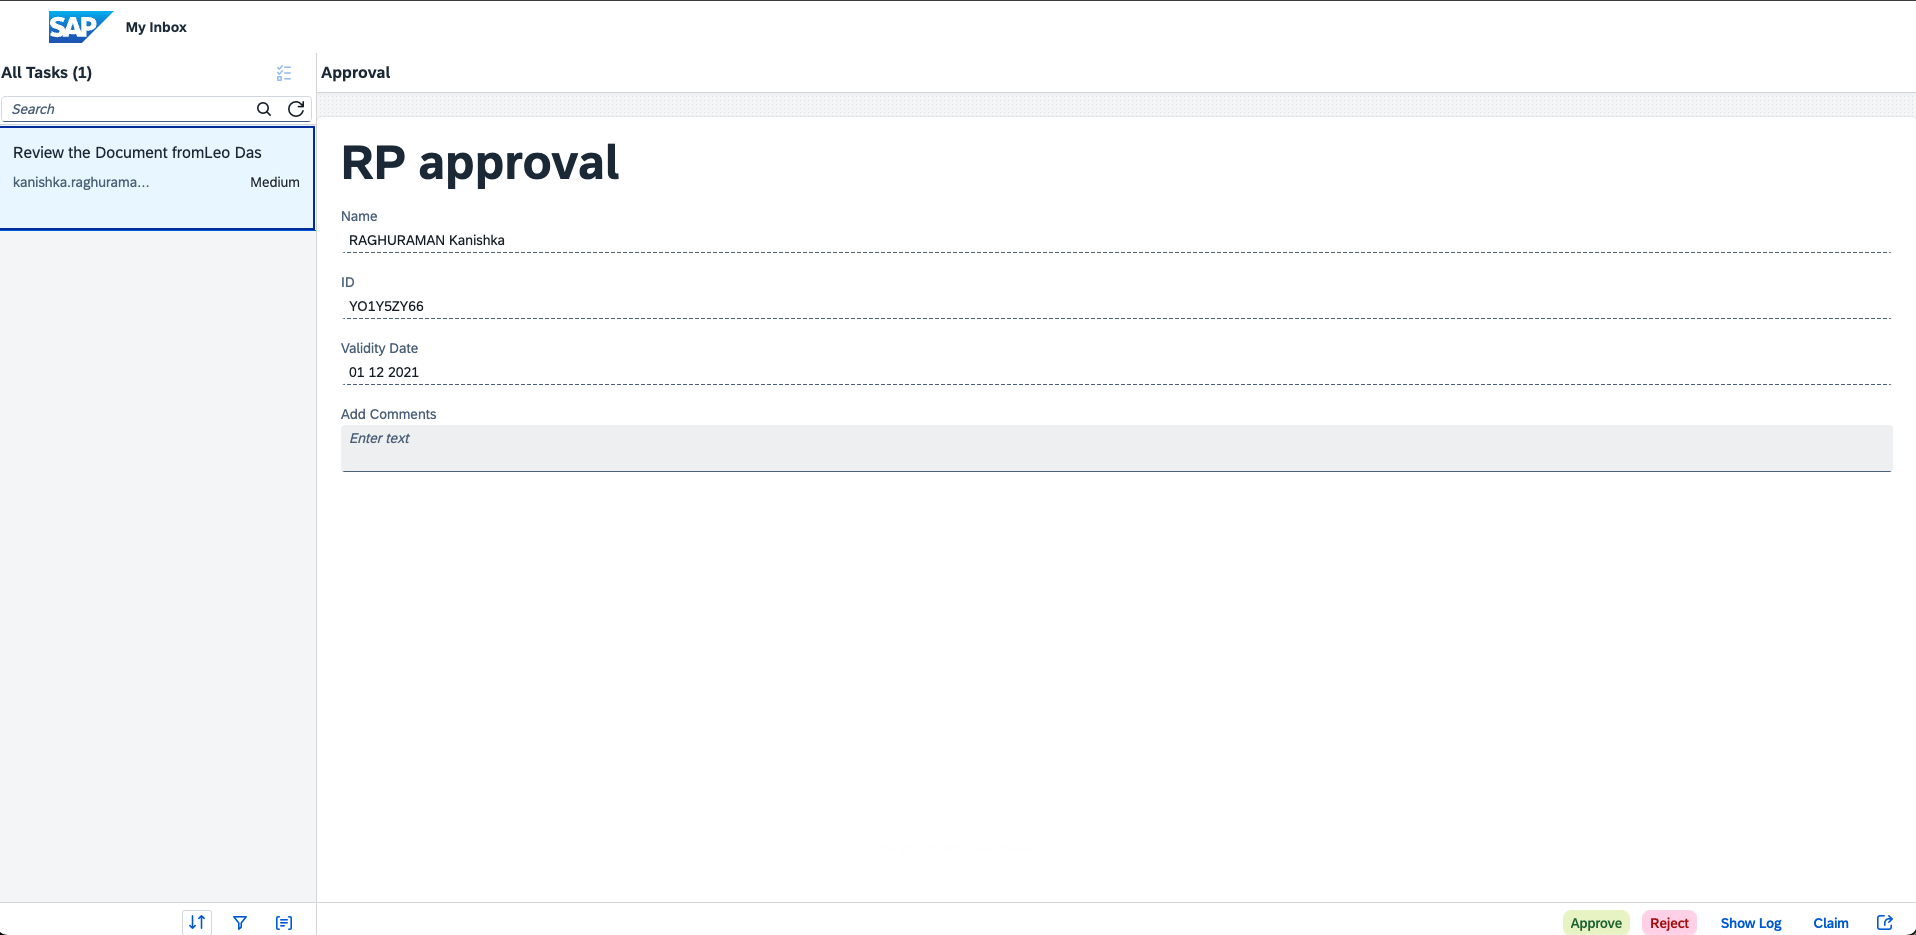 SAP My Inbox
All Tasks (1)
Search
Review the Document fromLeo Das
kanishka.raghurama... Medium
Approval
RP approval
Name
RAGHURAMAN Kanishka
ID
YO1Y5ZY66
Validity Date
01 12 2021
Add Comments
Enter text
Approve Reject Show Log Claim